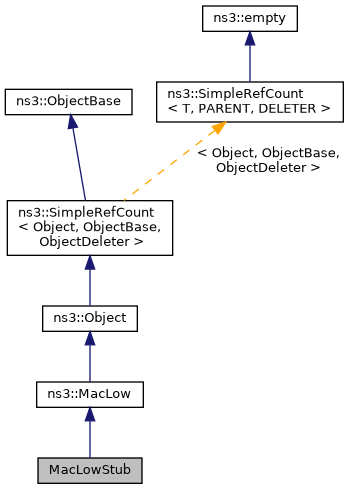 ns3::empty
ns3::SimpleRefCount
< T, PARENT, DELETER >
ns3::ObjectBase
< Object, ObjectBase,
ObjectDeleter >
ns3::SimpleRefCount
< Object, ObjectBase,
ObjectDeleter >
ns3::Object
ns3::MacLow
MacLowStub